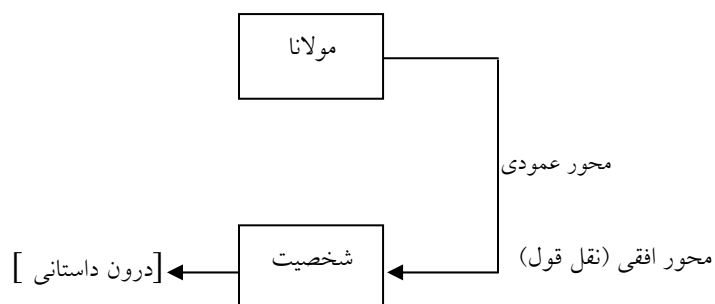 مولانا
محور عمودی
محور افقی (نقل قول)
شخصیت
[درون داستانی ]